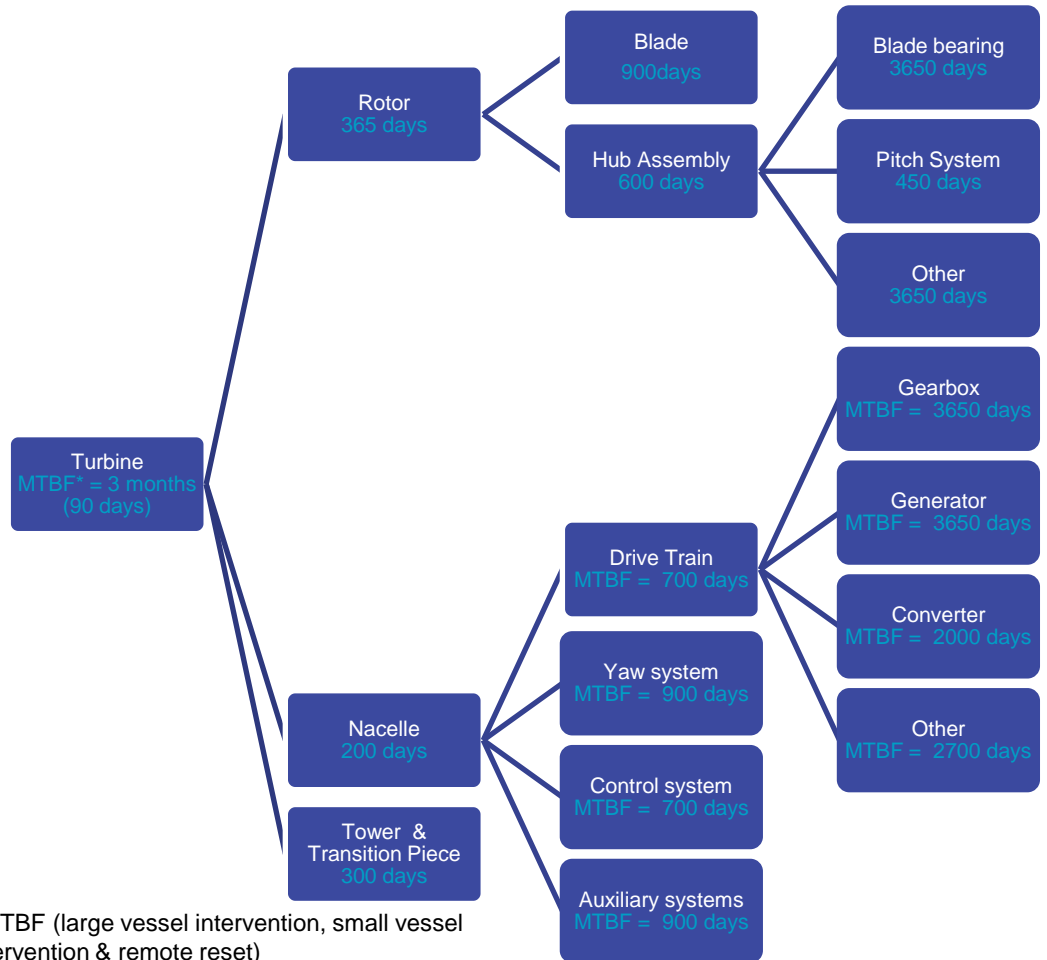 Turbine
MTBF* = 3 months
(90 days)
Rotor
365 days
Nacelle
200 days
Tower & 
Transition Piece
300 days
Blade
900days
Hub Assembly
600 days
Drive Train
MTBF = 700 days
Yaw system
MTBF = 900 days
Control system
MTBF = 700 days
Auxiliary systems
MTBF = 900 days
Blade bearing
3650 days
Pitch System
450 days
Other
3650 days
Gearbox
MTBF = 3650 days
Generator
MTBF = 3650 days
Converter
MTBF = 2000 days
Other
MTBF = 2700 days
TBF (large vessel intervention, small vessel
ervention & remote reset)